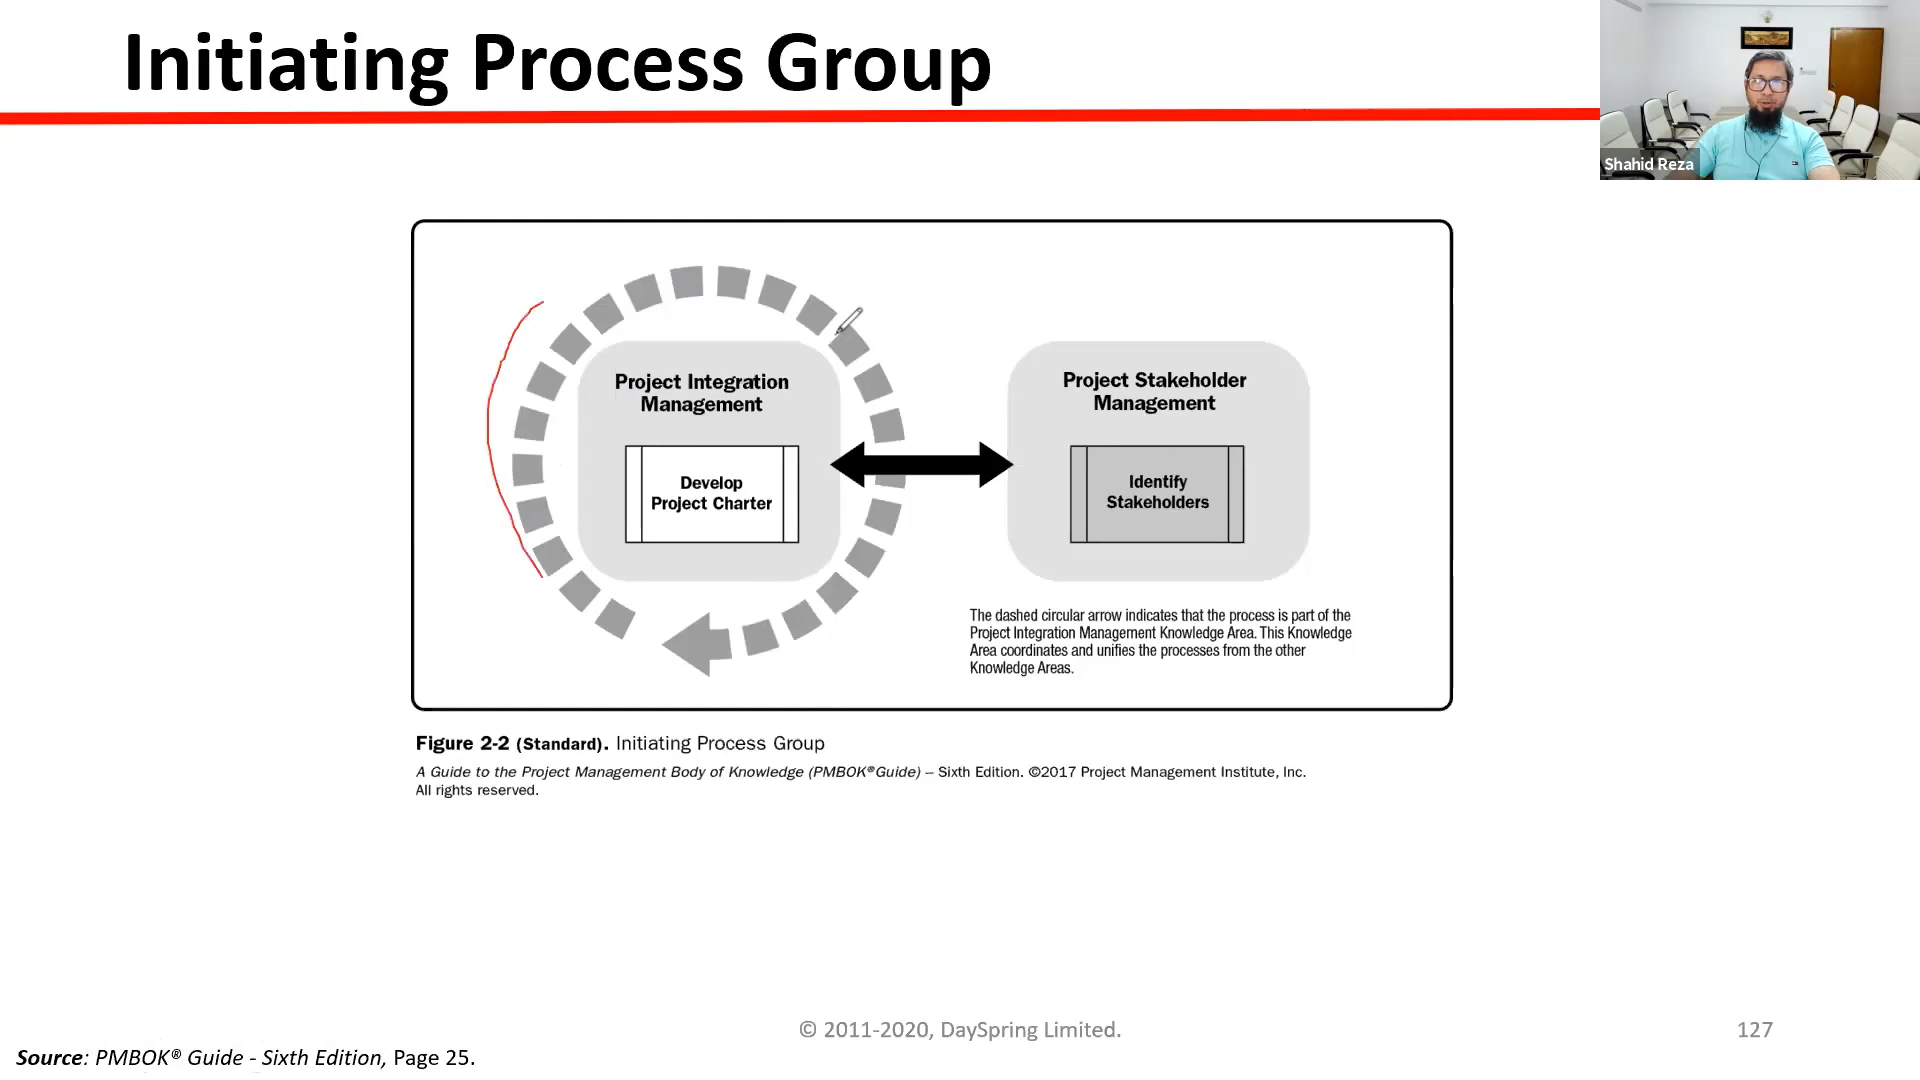 Initiating Process Group
Shahid Reza
Project Integration
Management
Develop
Project Charter
Project Stakeholder
Management
Identify
Stakeholders
The dashed circular arrow indicates that the process is part of the
Project Integration Management Knowledge Area. This Knowledge
Area coordinates and unifies the processes from the other
Knowledge Areas.
Figure 2-2 (Standard). Initiating Process Group
A Guide to the Project Management Body of Knowledge (PMBOK®Guide) – Sixth Edition. ©2017 Project Management Institute, Inc.
All rights reserved.
© 2011-2020, DaySpring Limited.
127
Source: PMBOK® Guide - Sixth Edition, Page 25.